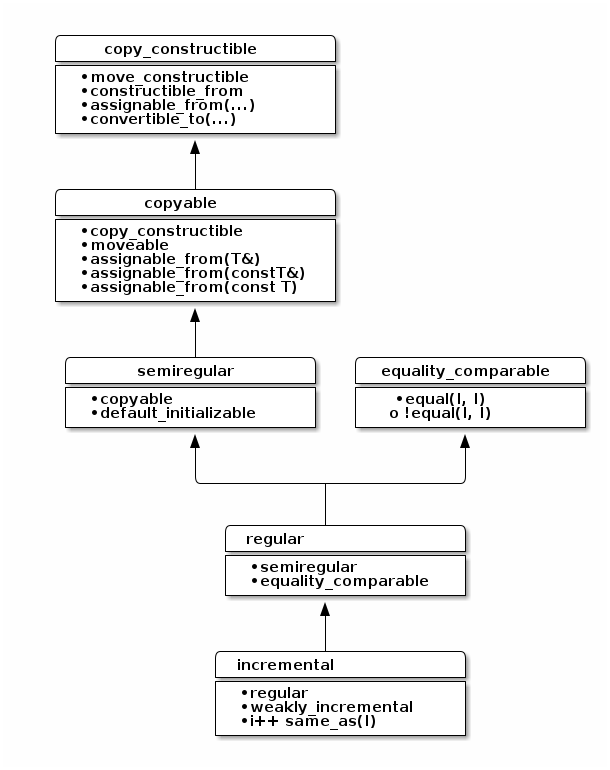 copy_constructible
•move_constructible
•constructible_from
•assignable_from(...)
•convertible_to(...)
copyable
•copy_constructible
•moveable
•assignable_from(T&)
•assignable_from(constT&)
•assignable_from(const T)
semiregular
•copyable
•default_initializable
equality_comparable
•equal(I, I)
o !equal(I, I)
regular
•semiregular
•equality_comparable
incremental
•regular
•weakly_incremental
•i++ same_as(I)